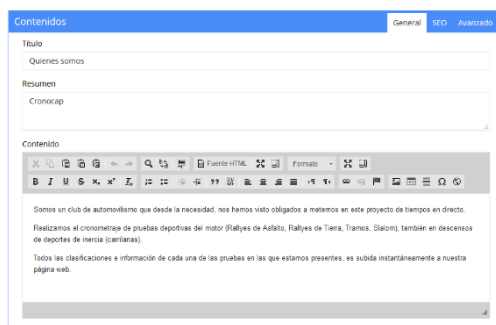 Contenidos
General SEO Avanzado
Título
Quienes somos
Resumen
Cronocap
Contenido
Fuente HTML Formato
B I U S x₂ x² Iₓ Ω
Somos un club de automovilismo que desde la necesidad, nos hemos visto obligados a meternos en este proyecto de tiempos en directo.
Realizamos el cronometraje de pruebas deportivas del motor (Rallyes de Asfalto, Rallyes de Tierra, Tramos, Slalom), también en descensos
de deportes de inercia (carrilanas).
Todos las clasificaciones e información de cada una de las pruebas en las que estamos presentes, es subida instantáneamente a nuestra
página web.